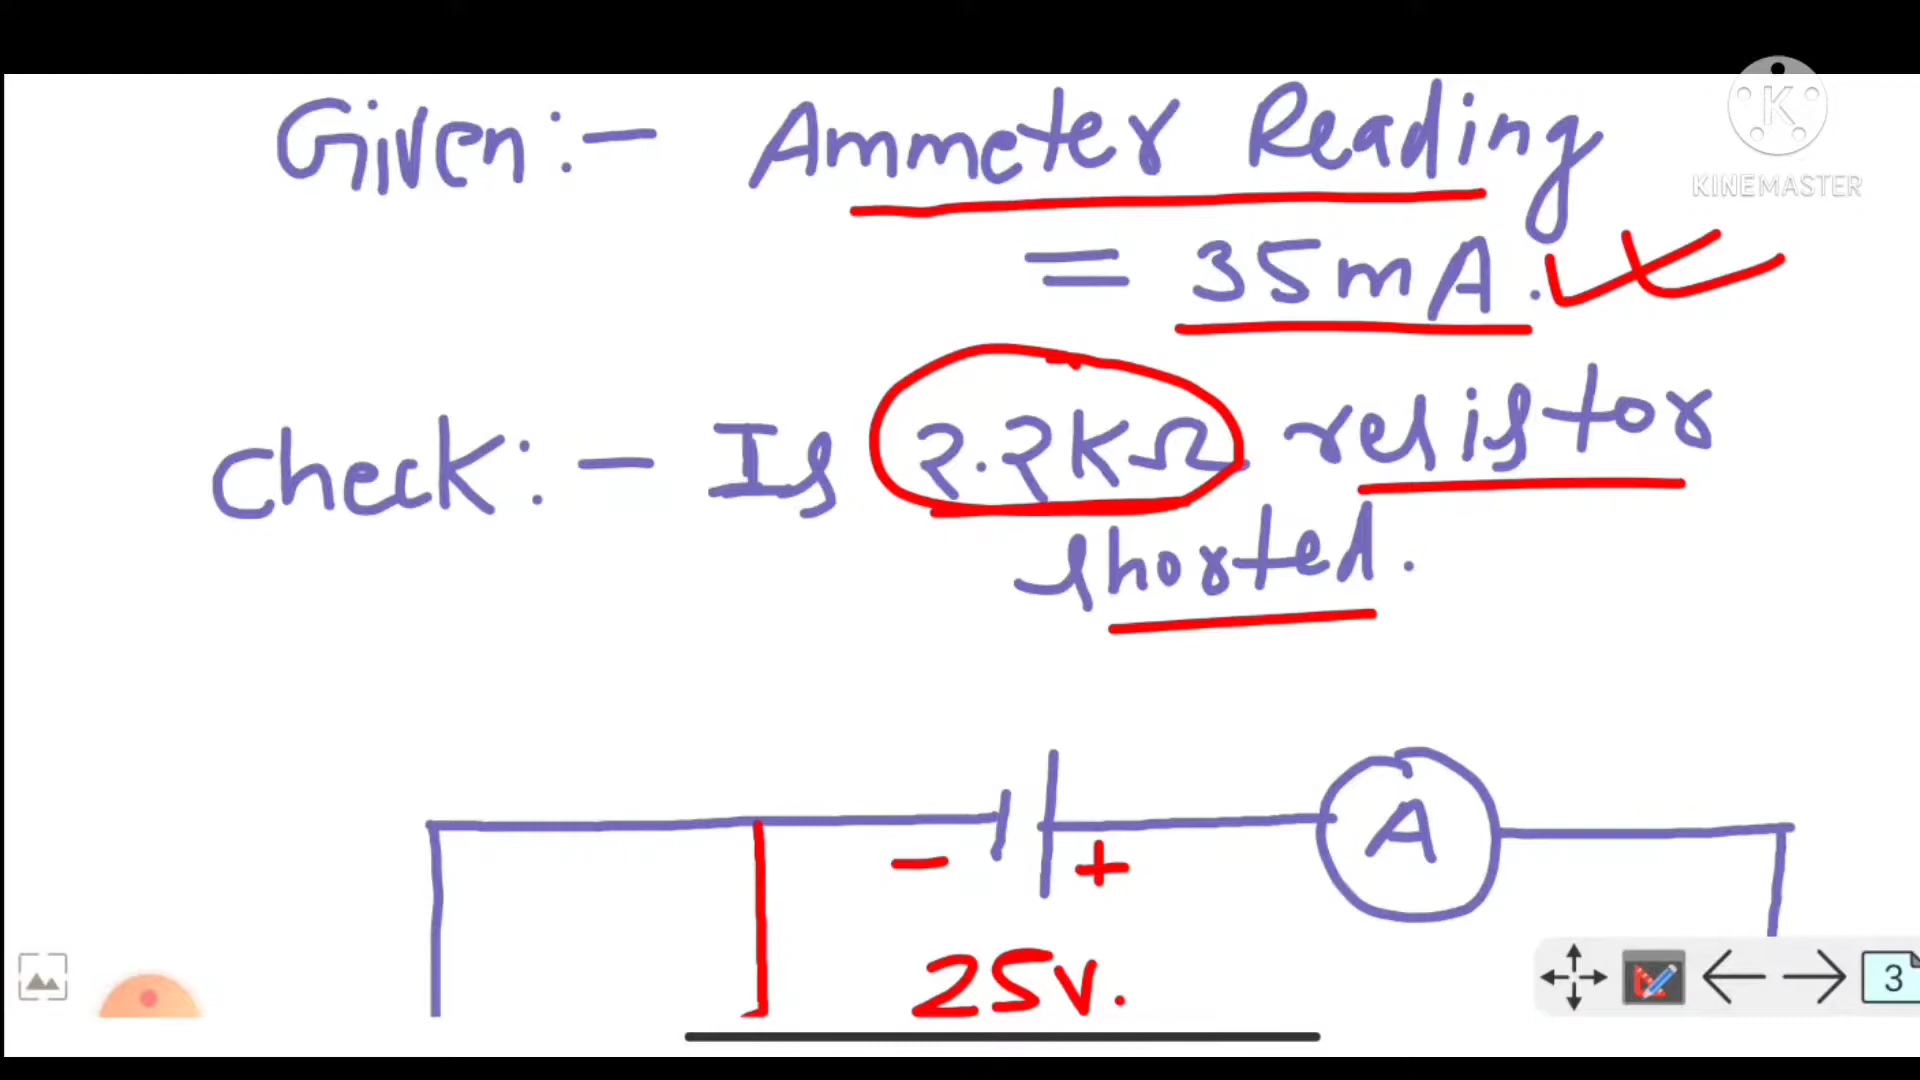 Given:- Ammeter Reading
= 35mA.
KINEMASTER
K
Check:- Is 2.2KΩ resistor
shorted.
A
- +
25V.
3